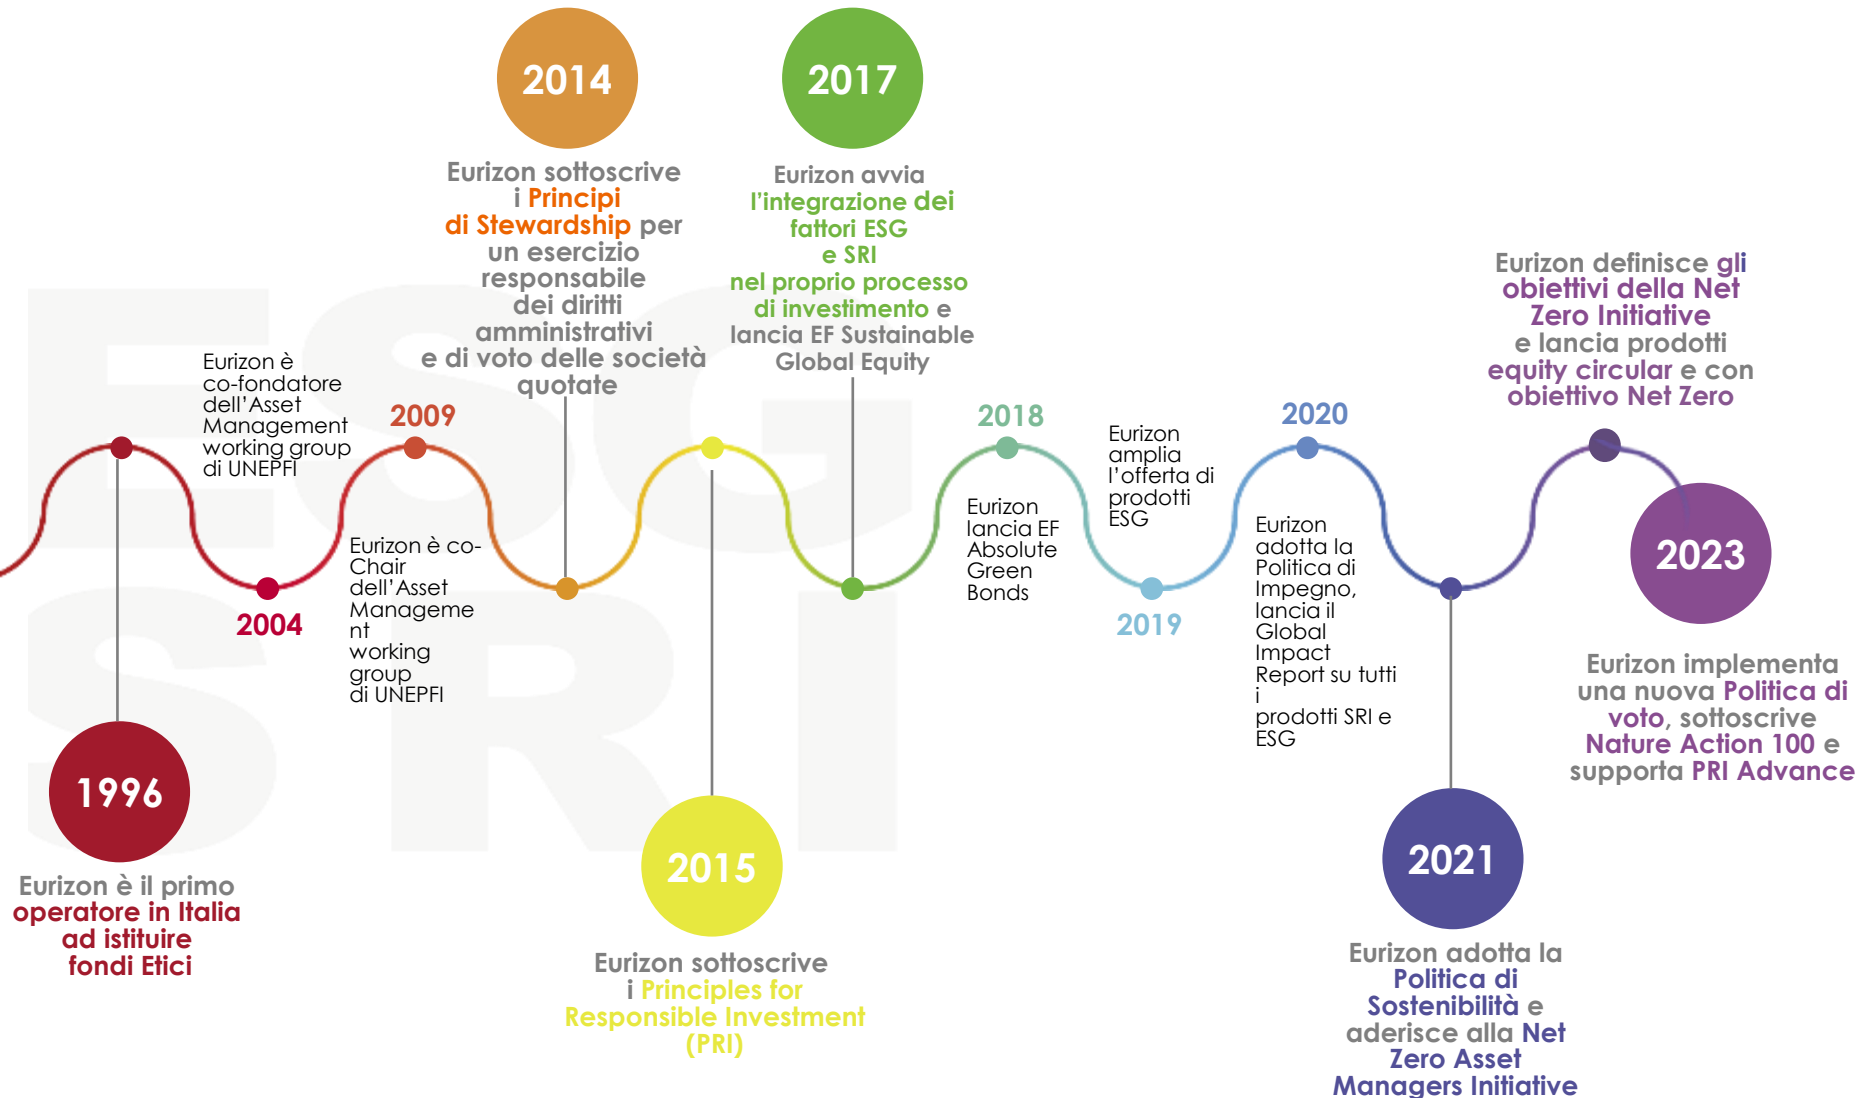 ESG
SRI
1996
Eurizon è il primo
operatore in Italia
ad istituire
fondi Etici
Eurizon è
co-fondatore
dell’Asset
Management
working group
di UNEPFI
2004
2009
Eurizon è co-
Chair
dell’Asset
Manageme
nt
working
group
di UNEPFI
2014
Eurizon sottoscrive
i Principi
di Stewardship per
un esercizio
responsabile
dei diritti
amministrativi
e di voto delle società
quotate
2015
Eurizon sottoscrive
i Principles for
Responsible Investment
(PRI)
2017
Eurizon avvia
l’integrazione dei
fattori ESG
e SRI
nel proprio processo
di investimento e
lancia EF Sustainable
Global Equity
2018
Eurizon
lancia EF
Absolute
Green
Bonds
Eurizon
amplia
l’offerta di
prodotti
ESG
2019
2020
Eurizon
adotta la
Politica di
Impegno,
lancia il
Global
Impact
Report su tutti
i
prodotti SRI e
ESG
2021
Eurizon adotta la
Politica di
Sostenibilità e
aderisce alla Net
Zero Asset
Managers Initiative
Eurizon definisce gli
obiettivi della Net
Zero Initiative
e lancia prodotti
equity circular e con
obiettivo Net Zero
2023
Eurizon implementa
una nuova Politica di
voto, sottoscrive
Nature Action 100 e
supporta PRI Advance